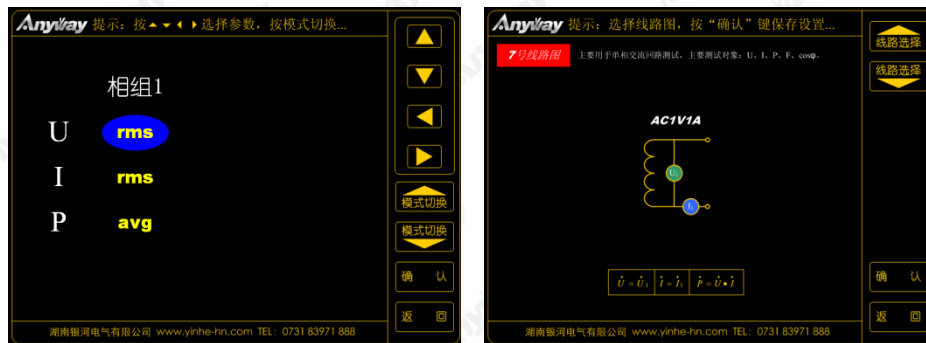 AnyWay 提示:按▲▼◀▶选择参数,按模式切换...
相组1
U rms
I rms
P avg
模式切换
模式切换
确 认
返 回
湖南银河电气有限公司 www.yinhe-hn.com TEL: 0731 83971 888
AnyWay 提示:选择线路图,按“确认”键保存设置...
7号线路图 主要用于单相交流回路测试,主要测试对象:U、I、P、F、cosφ。
AC1V1A
U₁
I₁
U̇ = U̇₁ İ = İ₁ Ṗ = U̇•İ
线路选择
线路选择
确 认
返 回
湖南银河电气有限公司 www.yinhe-hn.com TEL: 0731 83971 888